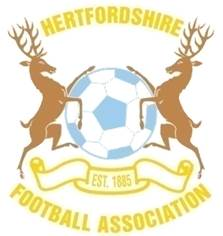 HERTFORDSHIRE
EST. 1885
FOOTBALL ASSOCIATION